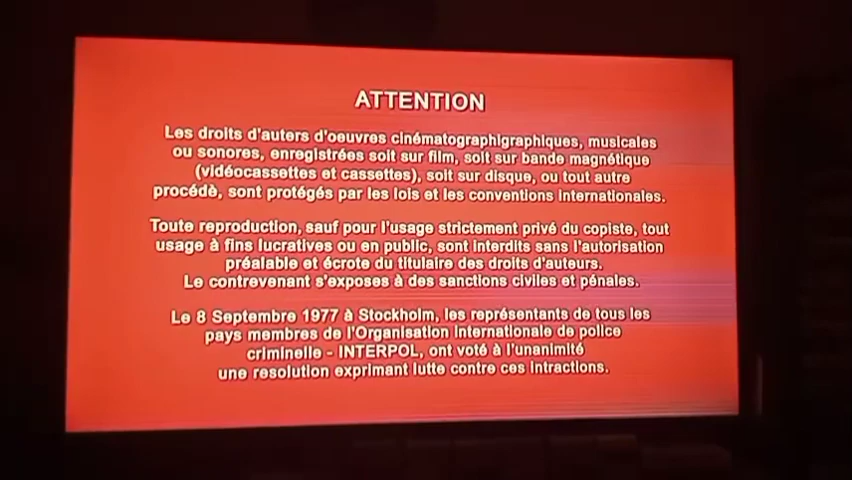 ATTENTION
Les droits d'auters d'oeuvres cinématographigraphiques, musicales
ou sonores, enregistrées soit sur film, soit sur bande magnétique
(vidéocassettes et cassettes), soit sur disque, ou tout autre
procédè, sont protégés par les lois et les conventions internationales.
Toute reproduction, sauf pour l'usage strictement privé du copiste, tout
usage à fins lucratives ou en public, sont interdits sans l'autorisation
préalable et écrote du titulaire des droits d'auteurs.
Le contrevenant s'exposes à des sanctions civiles et pénales.
Le 8 Septembre 1977 à Stockholm, les représentants de tous les
pays membres de l'Organisation Internationale de police
criminelle - INTERPOL, ont voté à l'unanimité
une resolution exprimant lutte contre ces intractions.